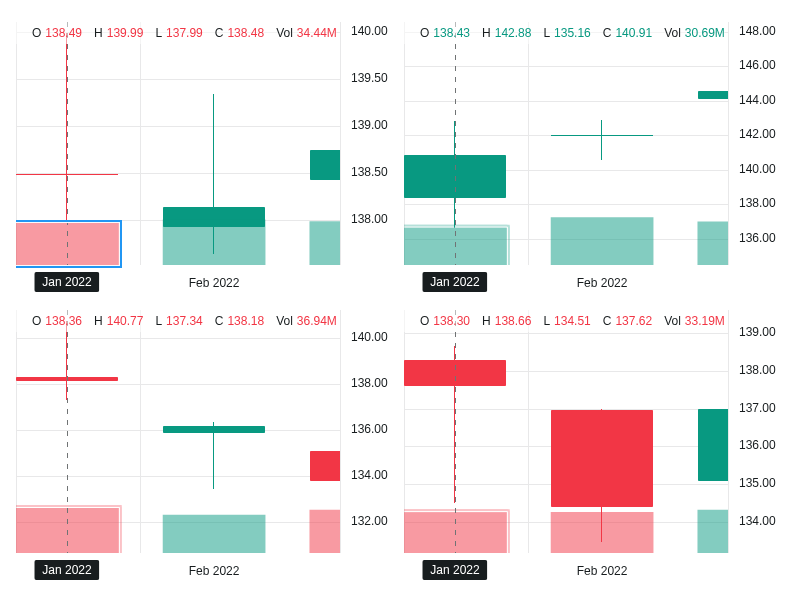 O 138.49 H 139.99 L 137.99 C 138.48 Vol 34.44M
140.00
139.50
139.00
138.50
138.00
Jan 2022 Feb 2022
O 138.43 H 142.88 L 135.16 C 140.91 Vol 30.69M
148.00
146.00
144.00
142.00
140.00
138.00
136.00
Jan 2022 Feb 2022
O 138.36 H 140.77 L 137.34 C 138.18 Vol 36.94M
140.00
138.00
136.00
134.00
132.00
Jan 2022 Feb 2022
O 138.30 H 138.66 L 134.51 C 137.62 Vol 33.19M
139.00
138.00
137.00
136.00
135.00
134.00
Jan 2022 Feb 2022